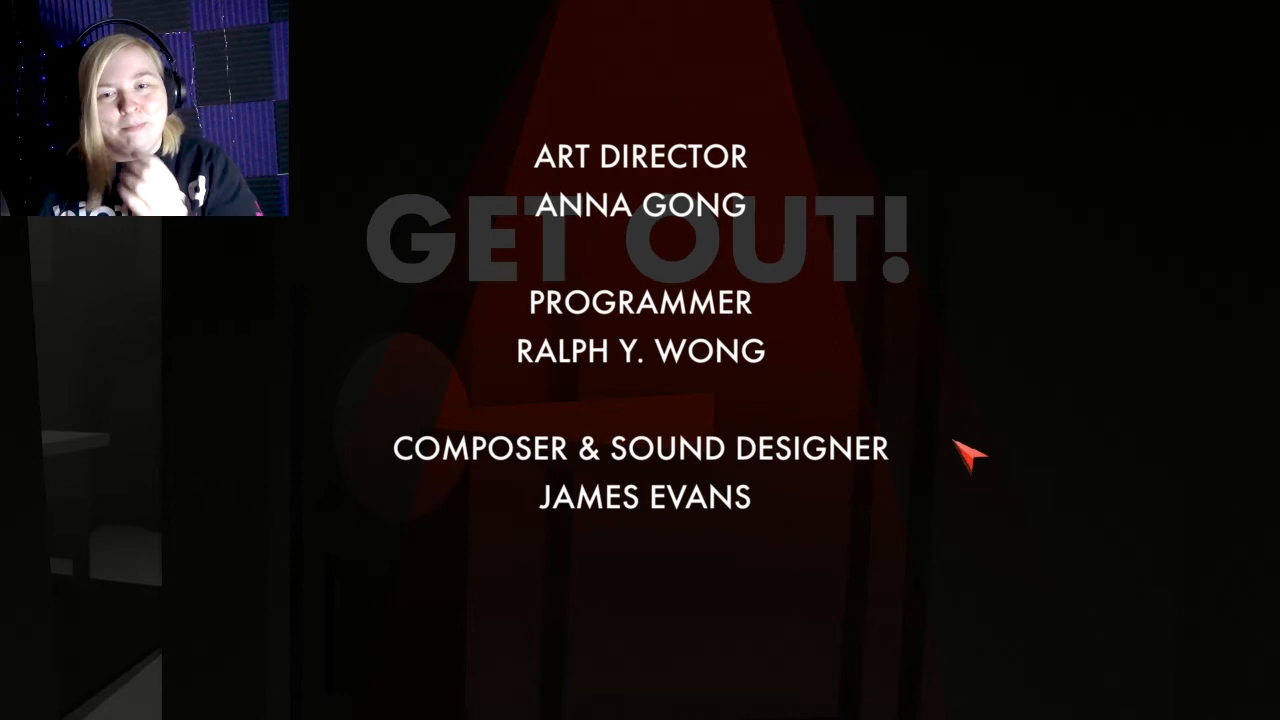 ART DIRECTOR
ANNA GONG
GET OUT!
PROGRAMMER
RALPH Y. WONG
COMPOSER & SOUND DESIGNER
JAMES EVANS